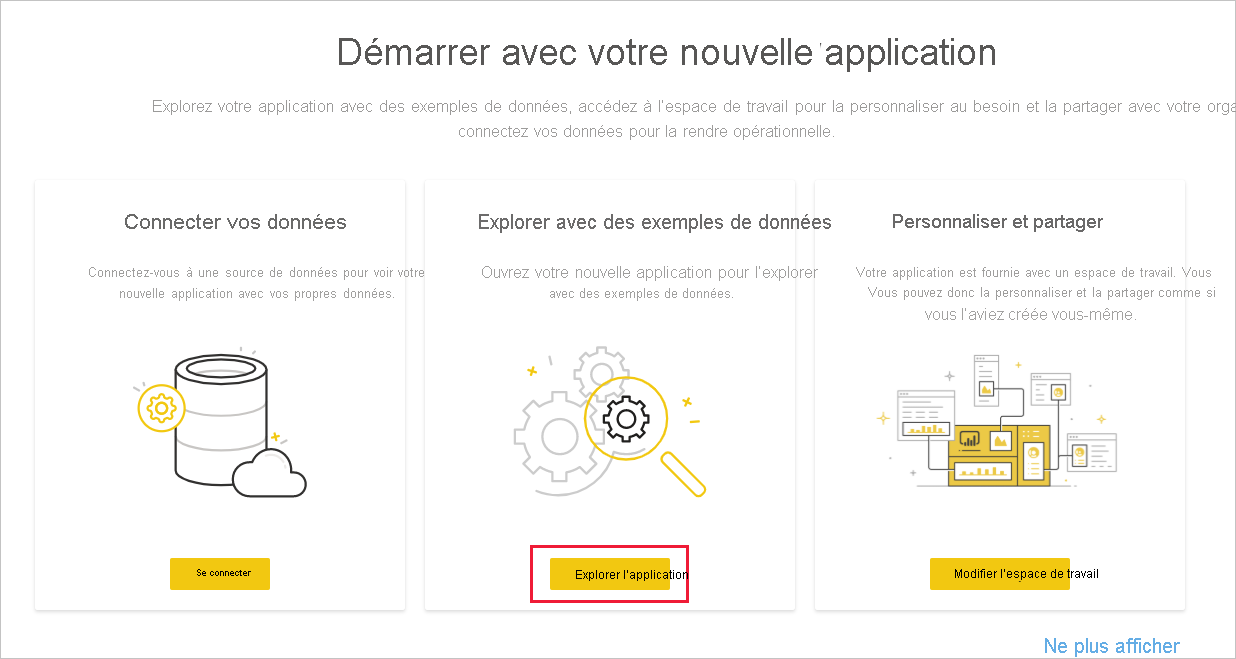 Démarrer avec votre nouvelle 'application
Explorez votre application avec des exemples de données, accédez à l'espace de travail pour la personnaliser au besoin et la partager avec votre orga
connectez vos données pour la rendre opérationnelle.
Connecter vos données
Connectez-vous à une source de données pour voir votre
nouvelle application avec vos propres données.
Se connecter
Explorer avec des exemples de données
Ouvrez votre nouvelle application pour l'explorer
avec des exemples de données.
Explorer l'application
Personnaliser et partager
Votre application est fournie avec un espace de travail. Vous
Vous pouvez donc la personnaliser et la partager comme si
vous l'aviez créée vous-même.
Modifier l'espace de travail
Ne plus afficher